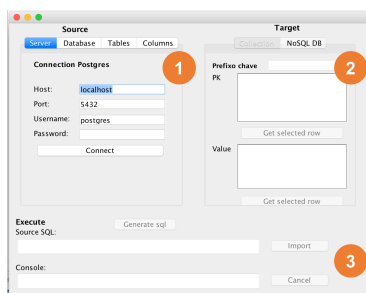 Source
Server Database Tables Columns
Connection Postgres
1
Host: localhost
Port: 5432
Username: postgres
Password:
Connect
Target
Collection NoSQL DB
Prefixo chave
2
PK
Get selected row
Value
Get selected row
Execute
Generate sql
Source SQL:
Import
3
Console:
Cancel